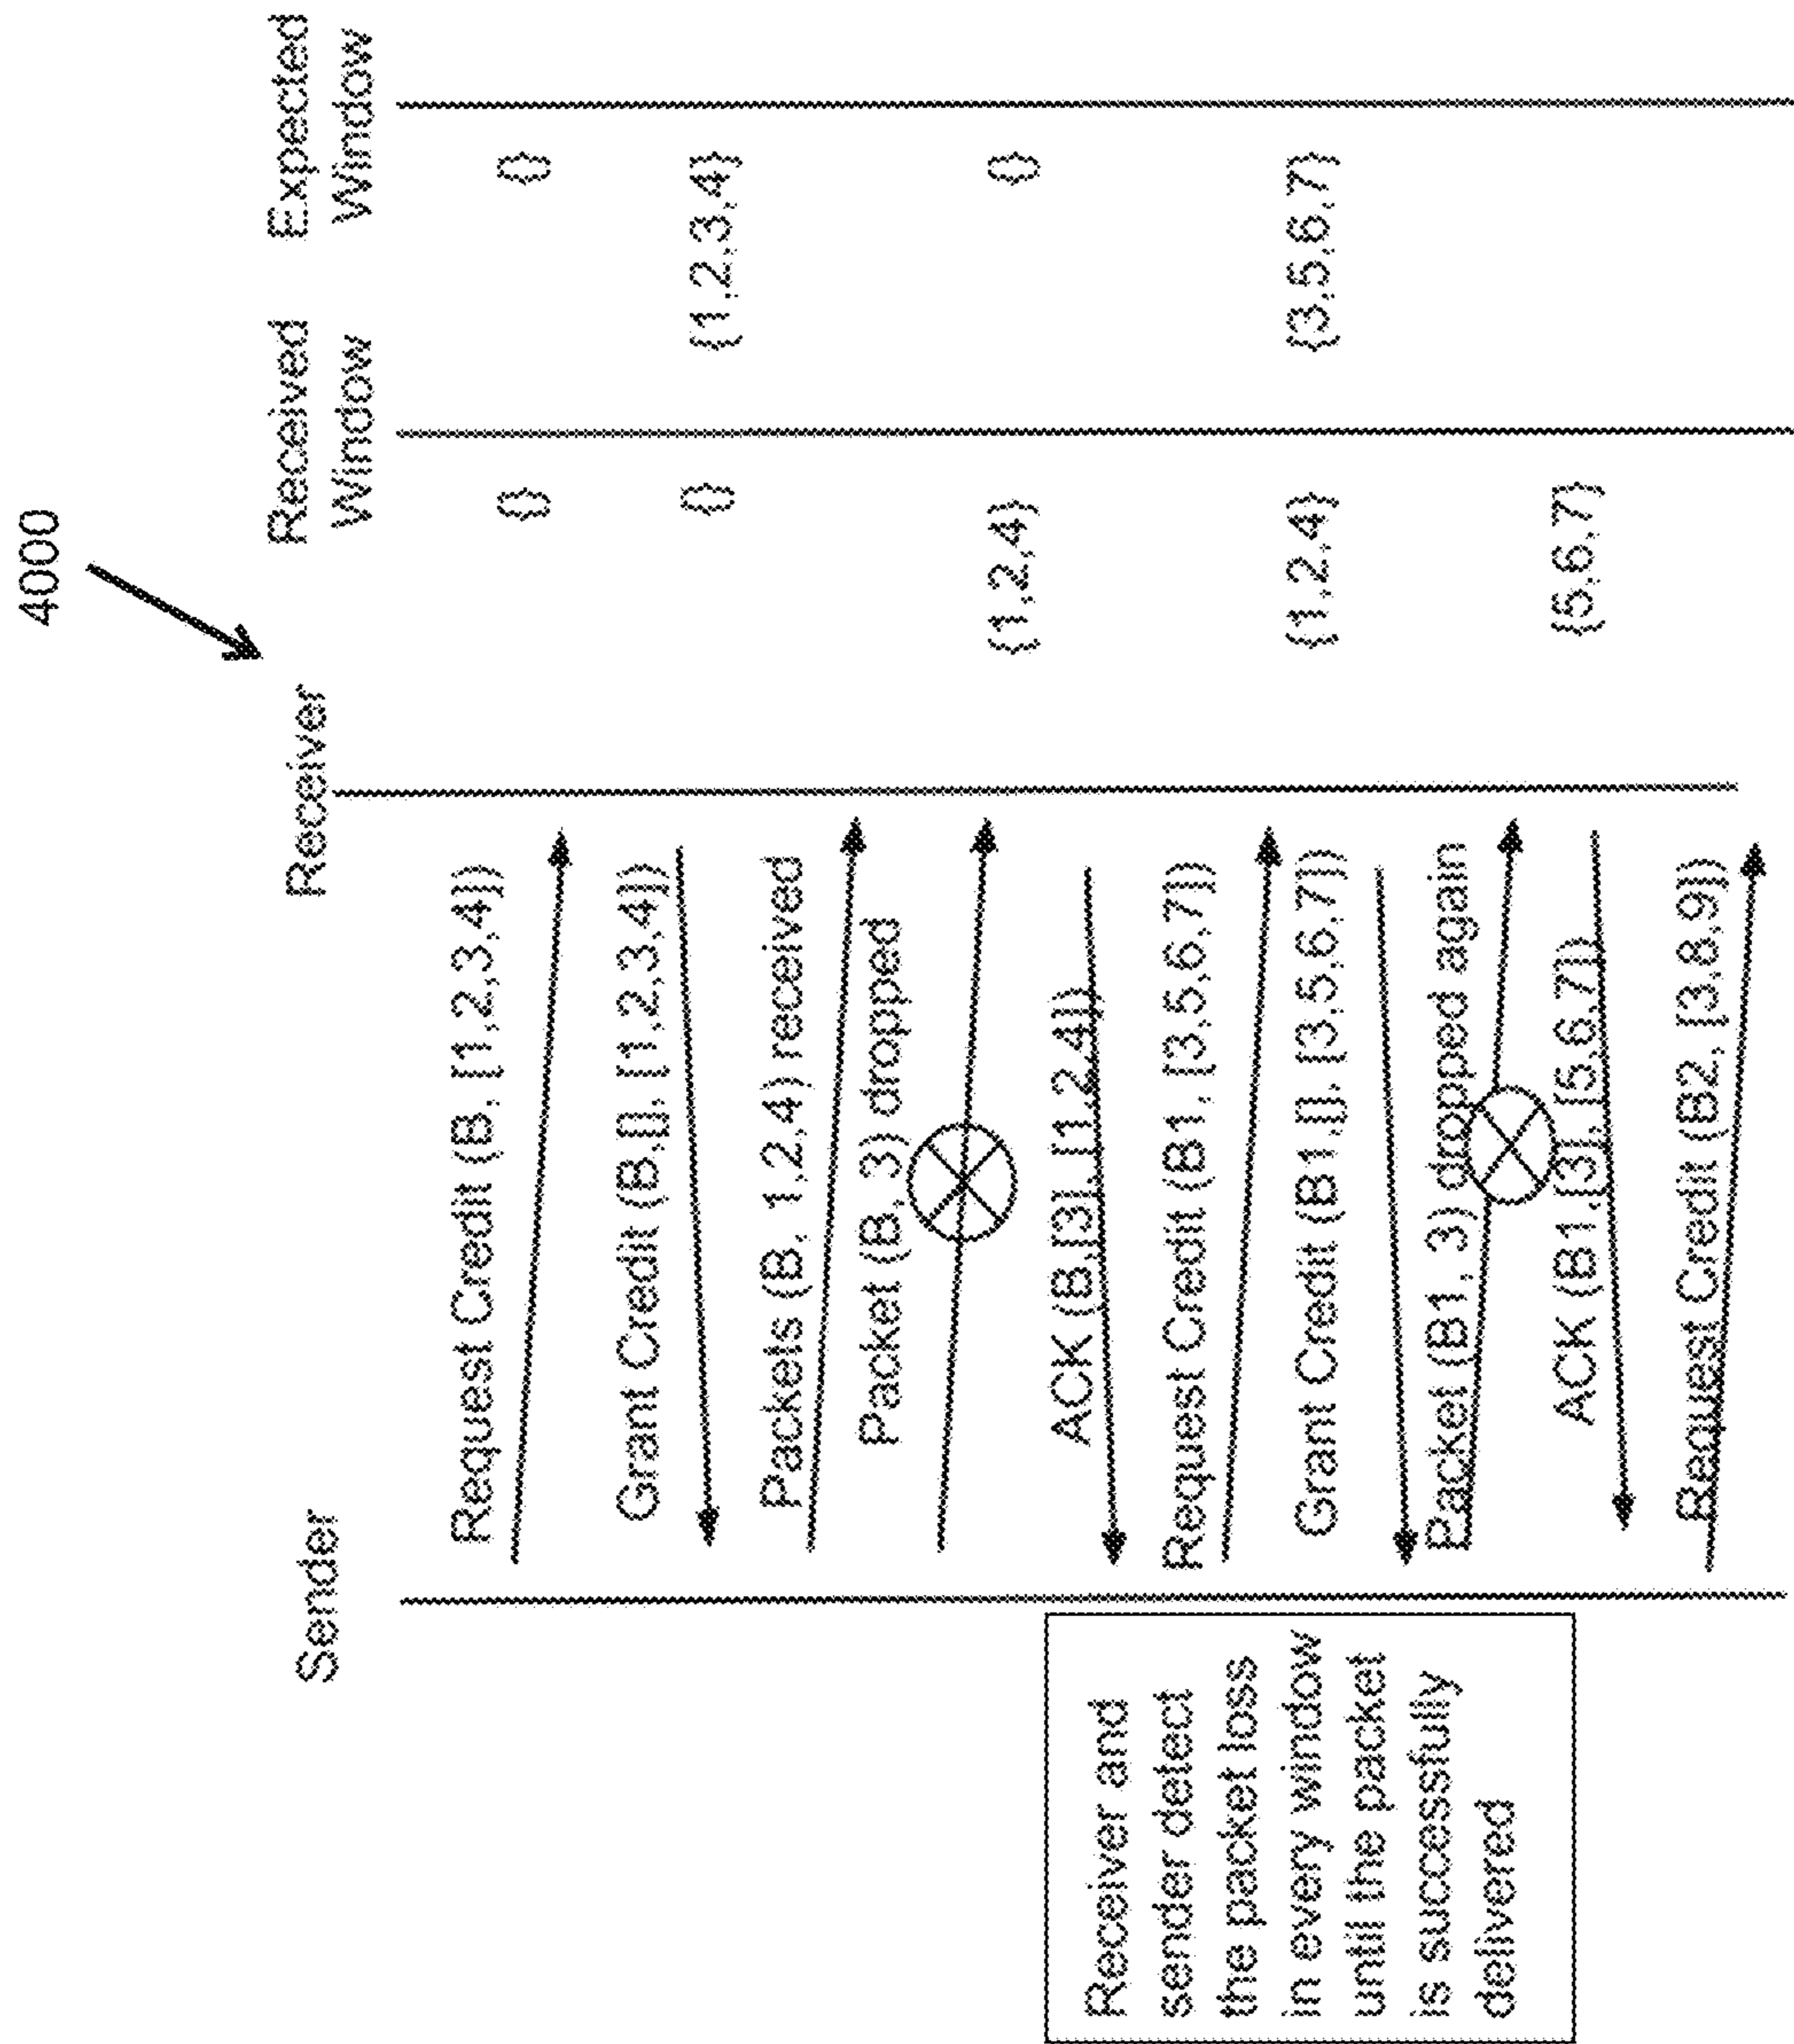 4000
Sender
Receiver
Received
Window
Expected
Window
Request Credit (B, [1,2,3,4])
{}
{}
Grant Credit (B,[], [1,2,3,4])
{}
{1,2,3,4}
Packets (B, 1,2,4) received
Packet (B, 3) dropped
{1,2,4}
{}
ACK (B,[3],[1,2,4])
Request Credit (B1, [3,5,6,7])
Grant Credit (B1,[], [3,5,6,7])
{1,2,4}
{3,5,6,7}
Packet (B1, 3) dropped again
ACK (B1,[3], [5,6,7])
{5,6,7}
Request Credit (B2, [3,8,9])
Receiver and
sender detect
the packet loss
in every window
until the packet
is successfully
delivered